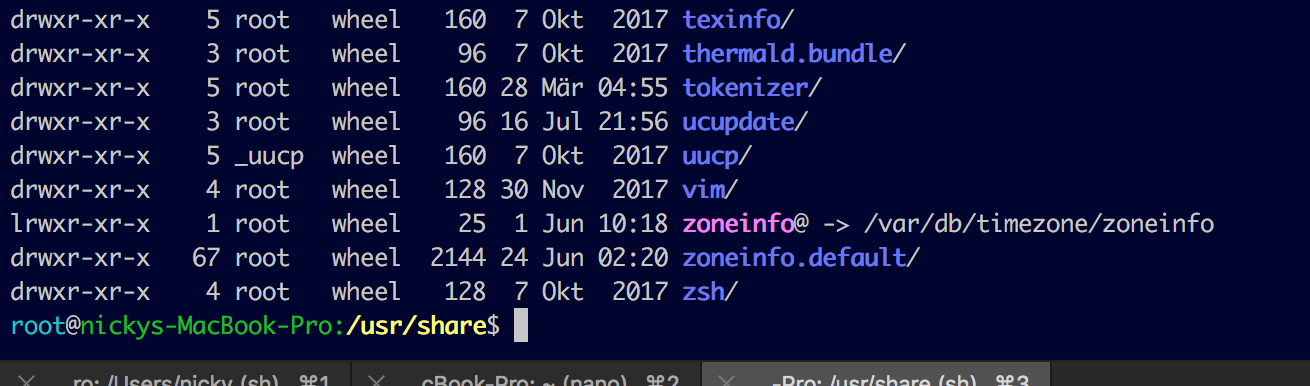 drwxr-xr-x    5 root   wheel   160  7 Okt  2017 texinfo/
drwxr-xr-x    3 root   wheel    96  7 Okt  2017 thermald.bundle/
drwxr-xr-x    5 root   wheel   160 28 Mär 04:55 tokenizer/
drwxr-xr-x    3 root   wheel    96 16 Jul 21:56 ucupdate/
drwxr-xr-x    5 _uucp  wheel   160  7 Okt  2017 uucp/
drwxr-xr-x    4 root   wheel   128 30 Nov  2017 vim/
lrwxr-xr-x    1 root   wheel    25  1 Jun 10:18 zoneinfo@ -> /var/db/timezone/zoneinfo
drwxr-xr-x   67 root   wheel  2144 24 Jun 02:20 zoneinfo.default/
drwxr-xr-x    4 root   wheel   128  7 Okt  2017 zsh/
root@nickys-MacBook-Pro:/usr/share$
ro: /Users/nicky (sh) ⌘1 cBook-Pro: ~ (nano) ⌘2 -Pro: /usr/share (sh) ⌘3